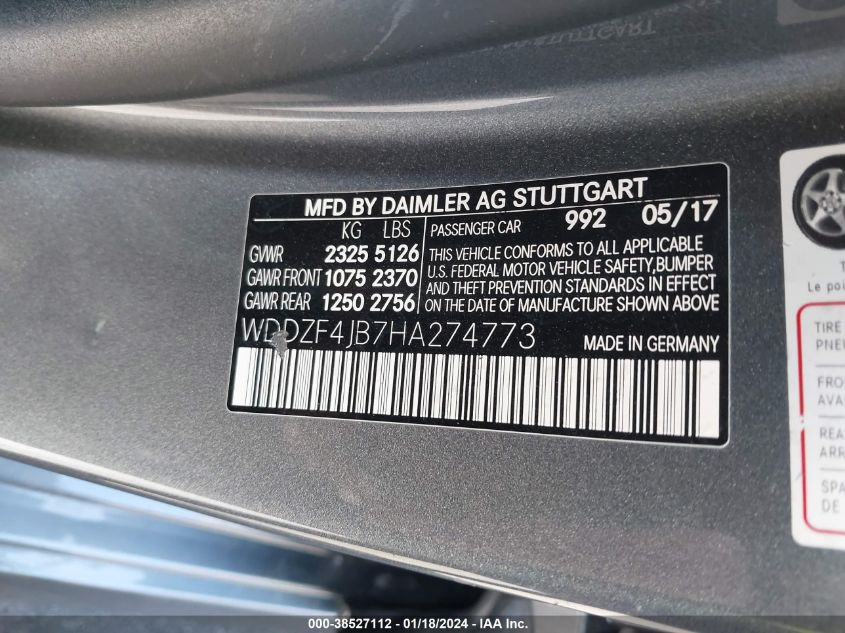 MFD BY DAIMLER AG STUTTGART
KG LBS PASSENGER CAR 992 05/17
GVWR 2325 5126
GAWR FRONT 1075 2370
GAWR REAR 1250 2756
THIS VEHICLE CONFORMS TO ALL APPLICABLE
U.S. FEDERAL MOTOR VEHICLE SAFETY,BUMPER
AND THEFT PREVENTION STANDARDS IN EFFECT
ON THE DATE OF MANUFACTURE SHOWN ABOVE
WDDZF4JB7HA274773 MADE IN GERMANY
Le
TIRE
000-38527112 - 01/18/2024 - IAA Inc.